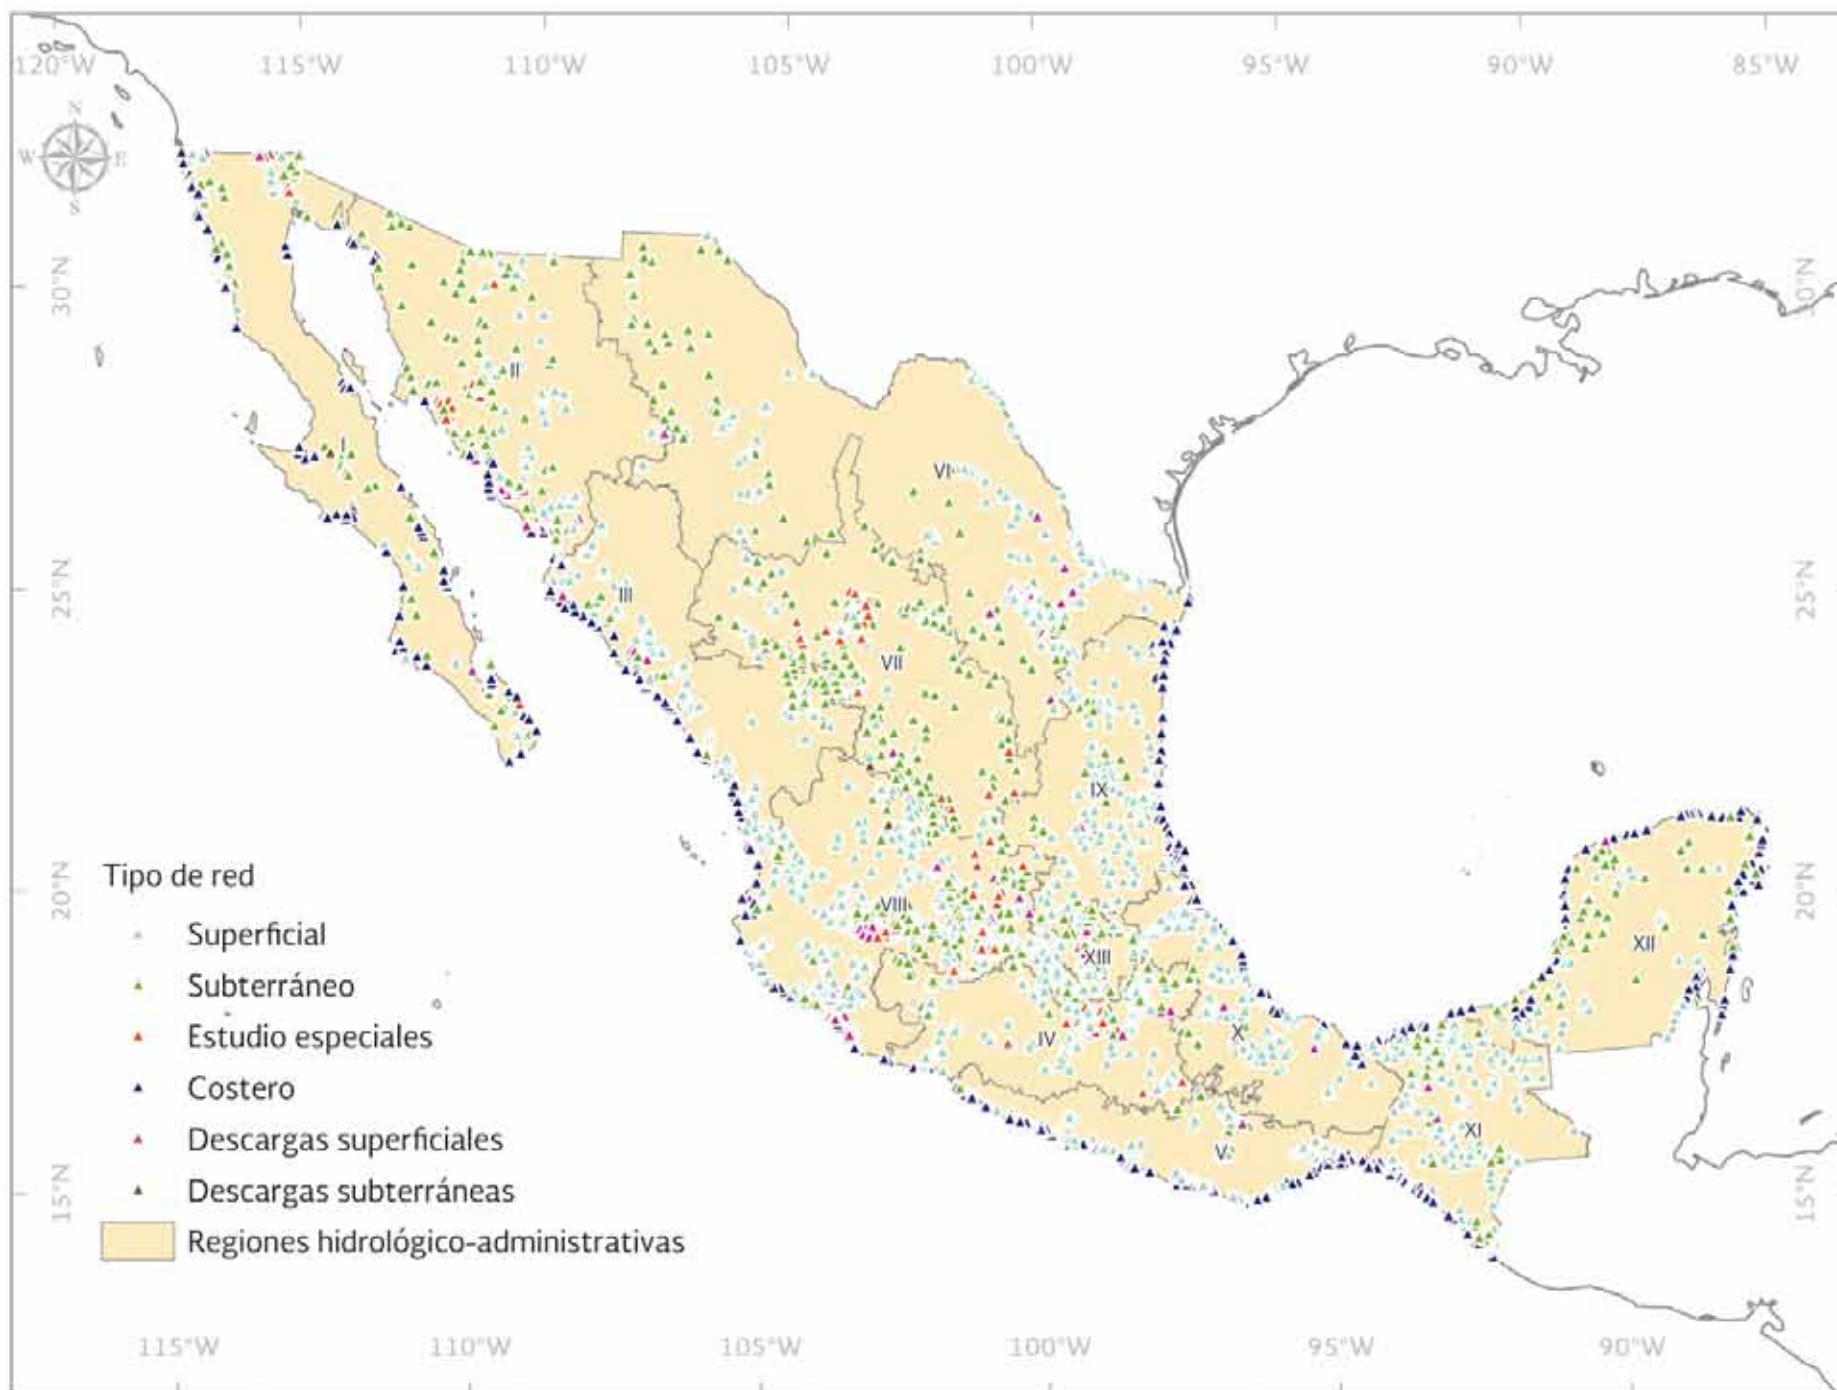 120°W 115°W 110°W 105°W 100°W 95°W 90°W 85°W
N
W E
S
30°N
30°N
II
I
VI
25°N
25°N
III
VII
IX
Tipo de red
20°N
20°N
VIII
Superficial
XII
XIII
Subterráneo
Estudio especiales
IV
X
Costero
XI
Descargas superficiales
V
Descargas subterráneas
15°N
15°N
Regiones hidrológico-administrativas
115°W 110°W 105°W 100°W 95°W 90°W